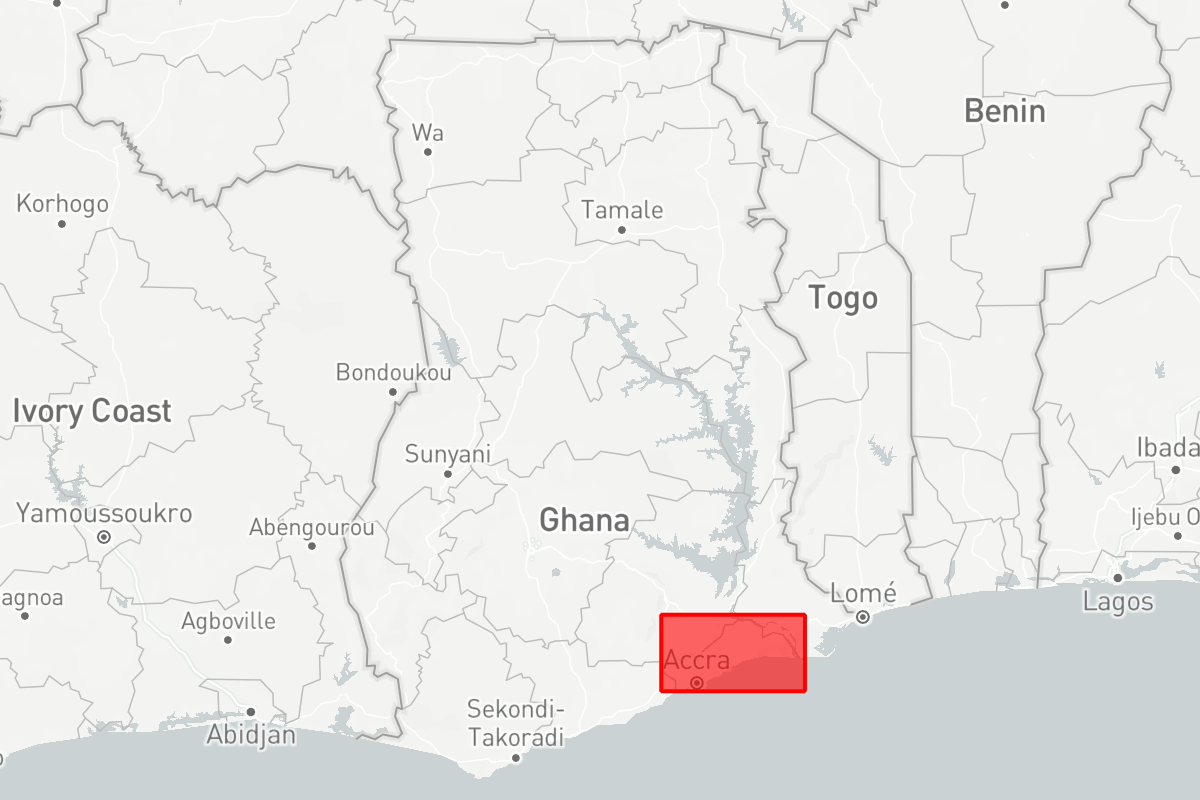 Benin
Wa
Korhogo
Tamale
Togo
Bondoukou
Ivory Coast
Sunyani
Ibada
Yamoussoukro
Abengourou
Ghana
Ijebu O
agnoa
Agboville
Lomé
Lagos
Accra
Sekondi-
Takoradi
Abidjan